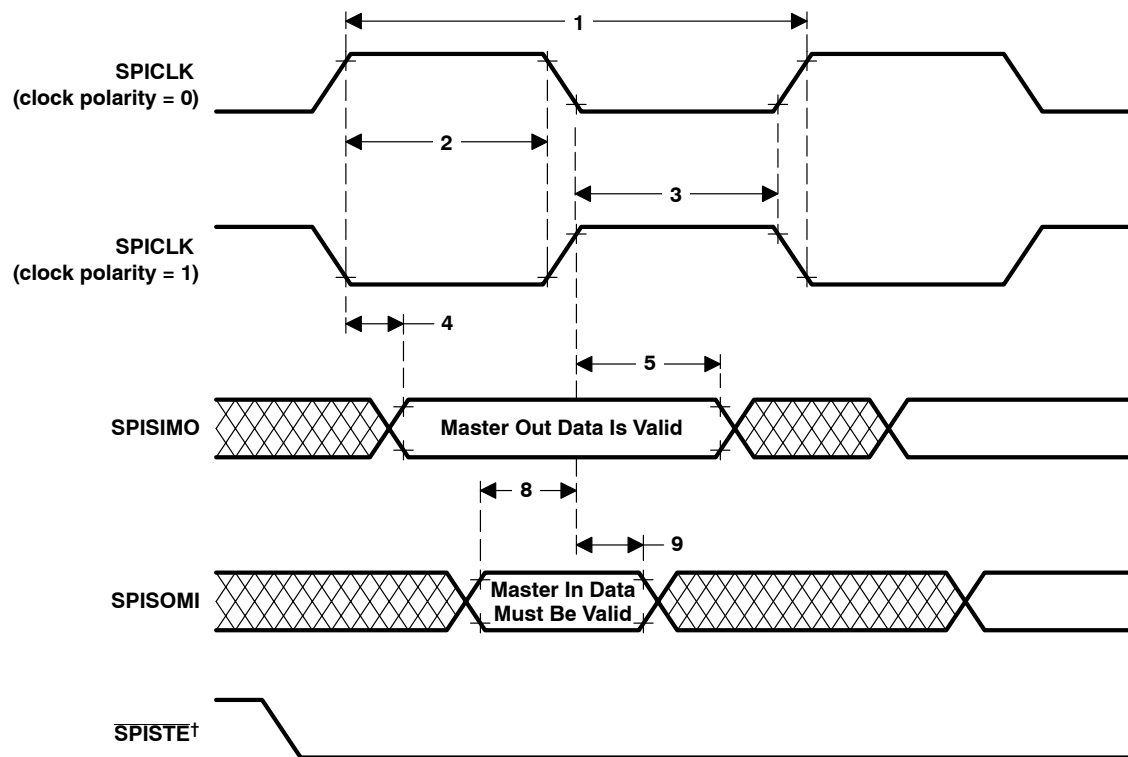 1
SPICLK
(clock polarity = 0)
2
3
SPICLK
(clock polarity = 1)
4
5
SPISIMO
Master Out Data Is Valid
8
9
SPISOMI
Master In Data
Must Be Valid
SPISTE†